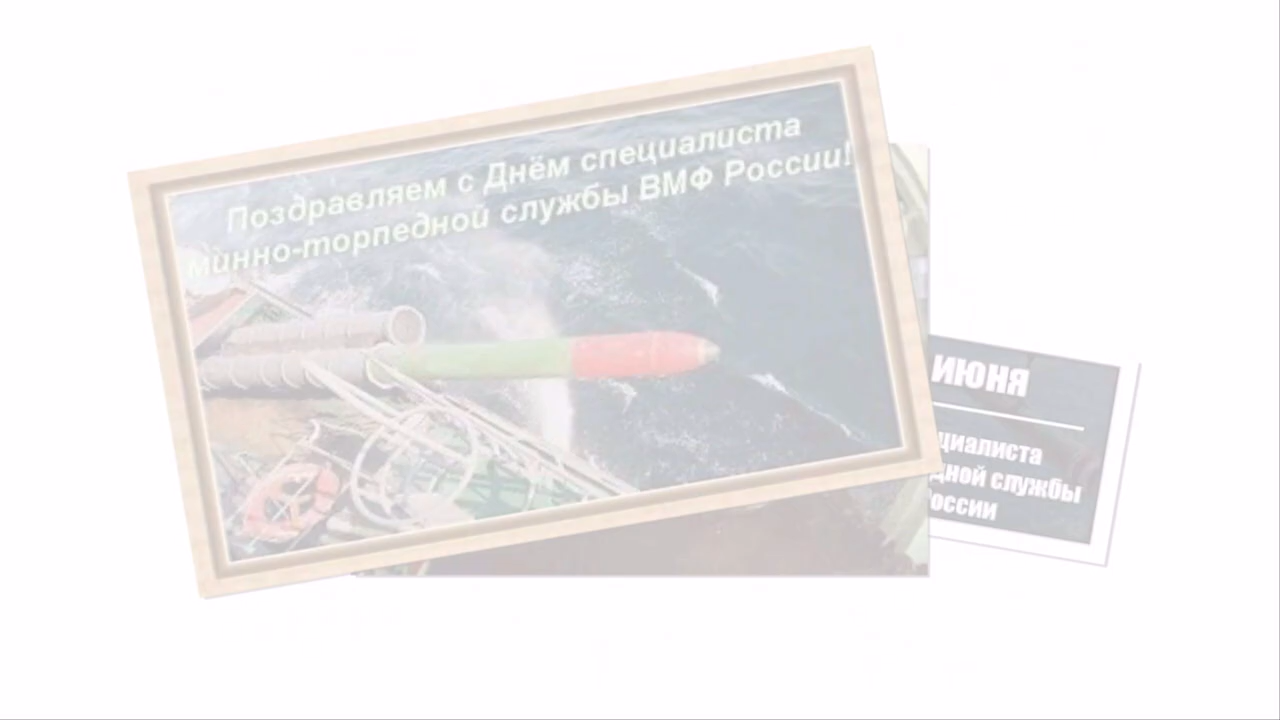 Поздравляем с Днём специалиста
минно-торпедной службы ВМФ России!
ИЮНЯ
циалиста
дной службы
оссии